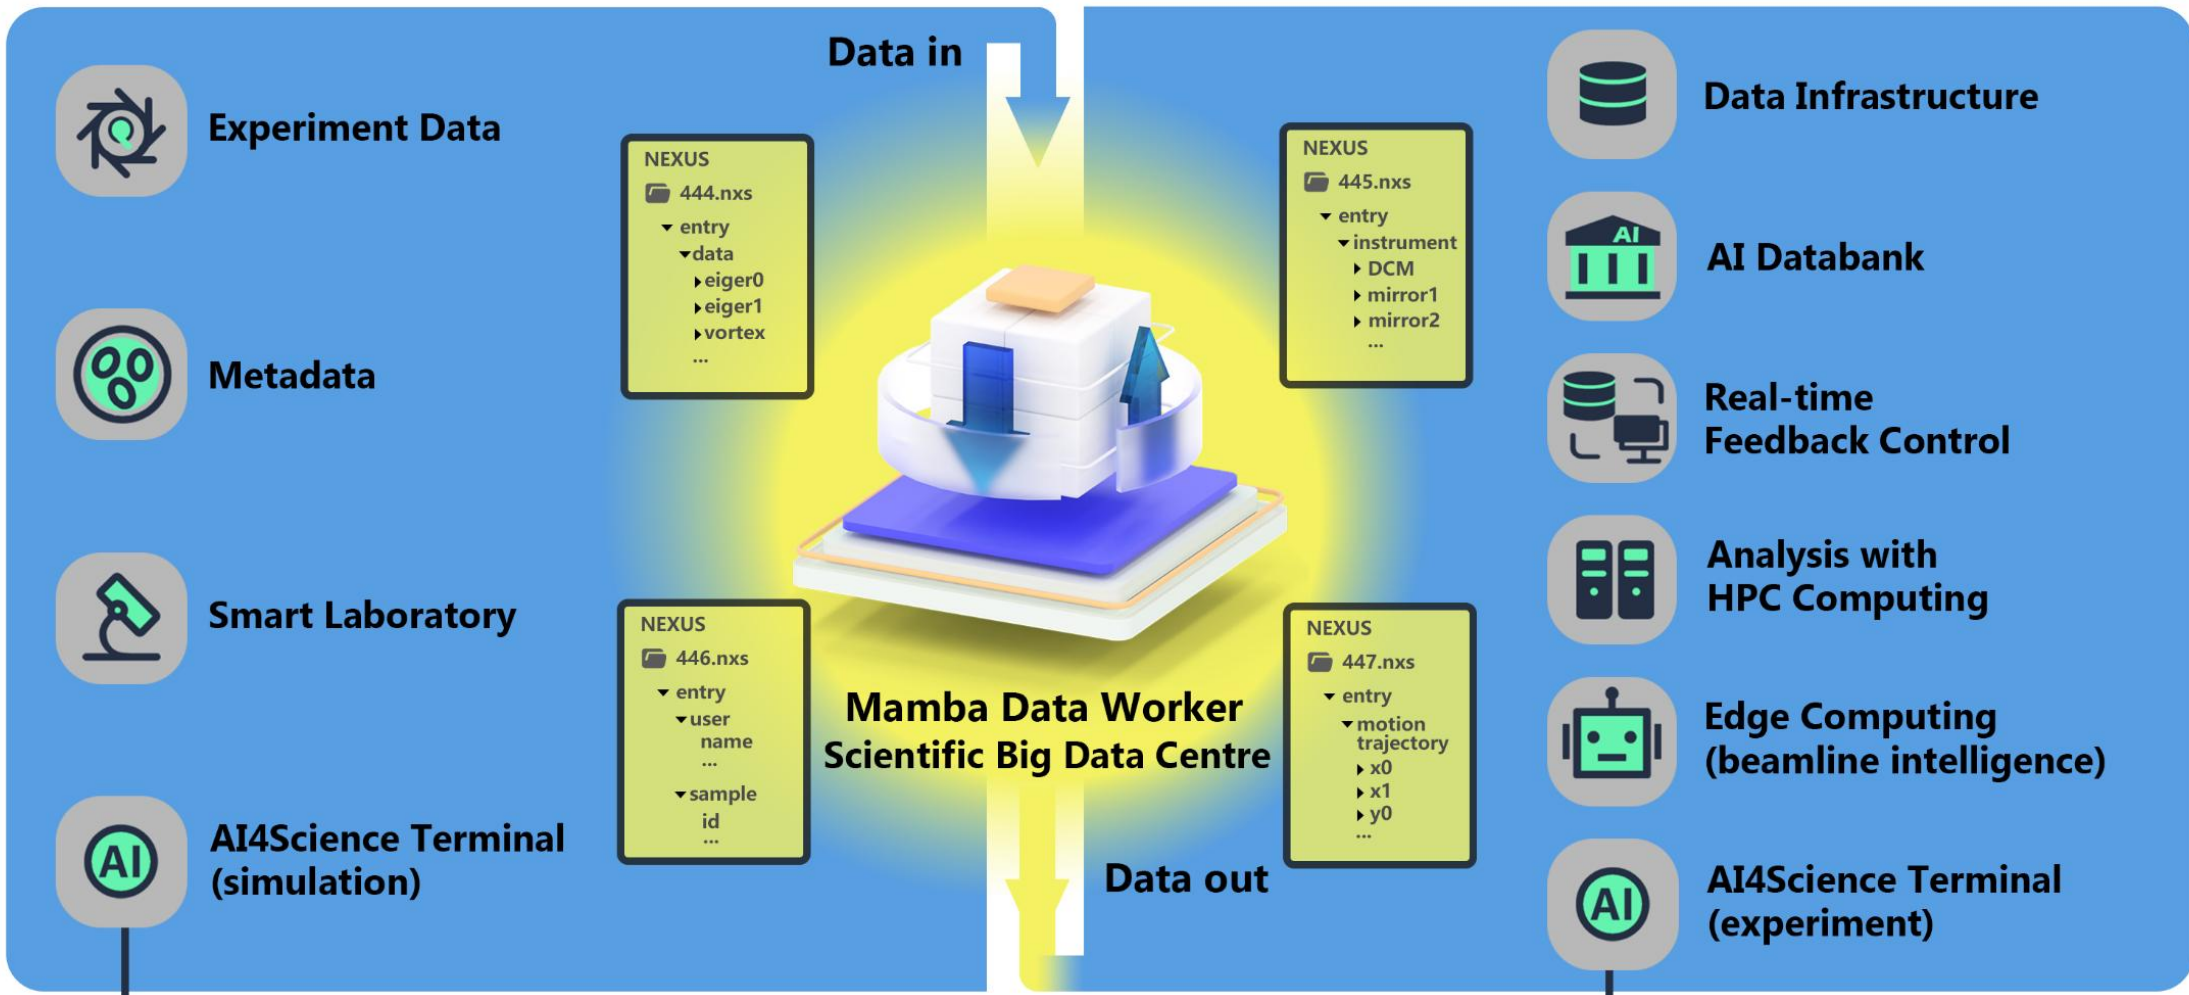 Data in
Experiment Data
Metadata
Smart Laboratory
AI
AI4Science Terminal
(simulation)
NEXUS
444.nxs
entry
data
eiger0
eiger1
vortex
...
NEXUS
446.nxs
entry
user
name
...
sample
id
...
Mamba Data Worker
Scientific Big Data Centre
Data out
NEXUS
445.nxs
entry
instrument
DCM
mirror1
mirror2
...
NEXUS
447.nxs
entry
motion
trajectory
x0
x1
y0
...
Data Infrastructure
AI
AI Databank
Real-time
Feedback Control
Analysis with
HPC Computing
Edge Computing
(beamline intelligence)
AI
AI4Science Terminal
(experiment)